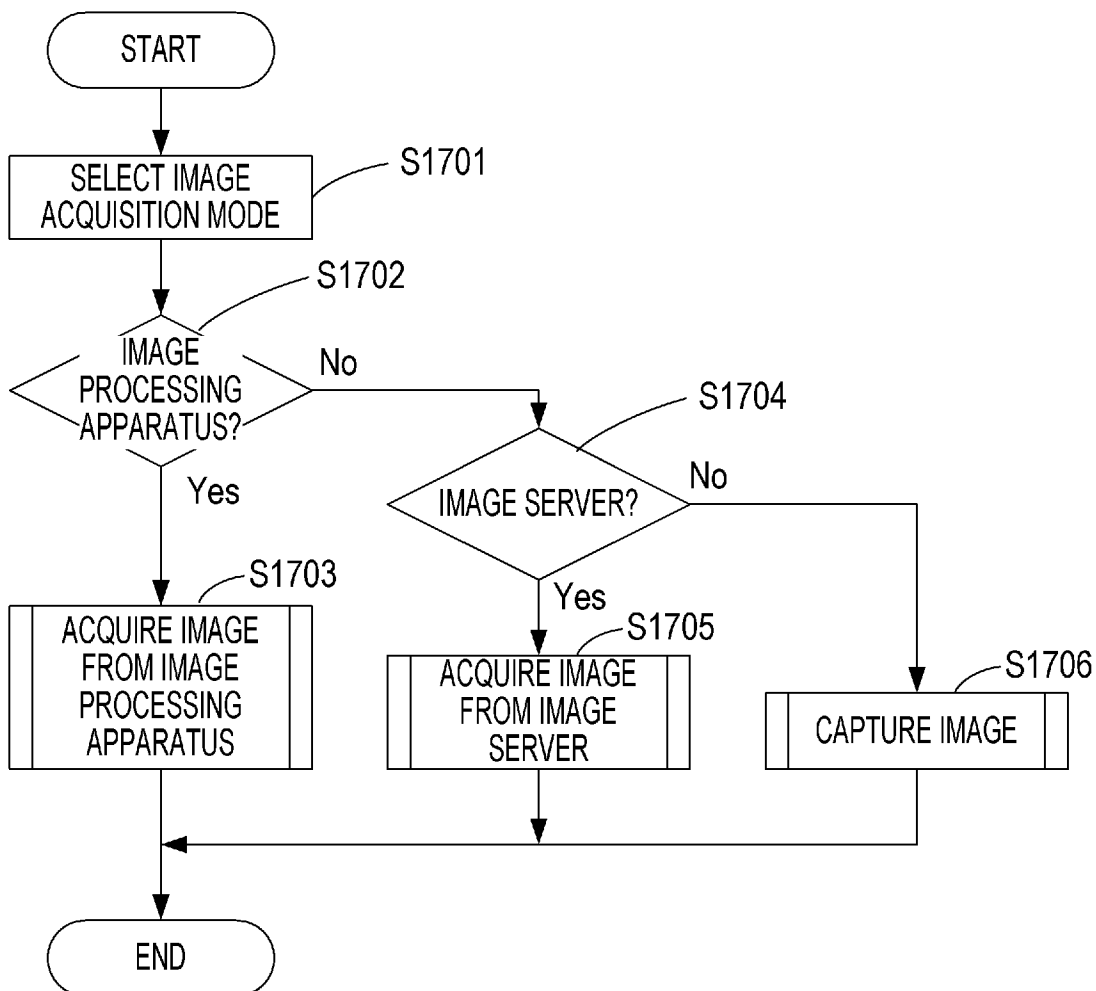 START
SELECT IMAGE
ACQUISITION MODE
S1701
S1702
IMAGE
PROCESSING
APPARATUS?
No
Yes
S1704
IMAGE SERVER?
No
Yes
S1703
ACQUIRE IMAGE
FROM IMAGE
PROCESSING
APPARATUS
S1705
ACQUIRE IMAGE
FROM IMAGE
SERVER
S1706
CAPTURE IMAGE
END